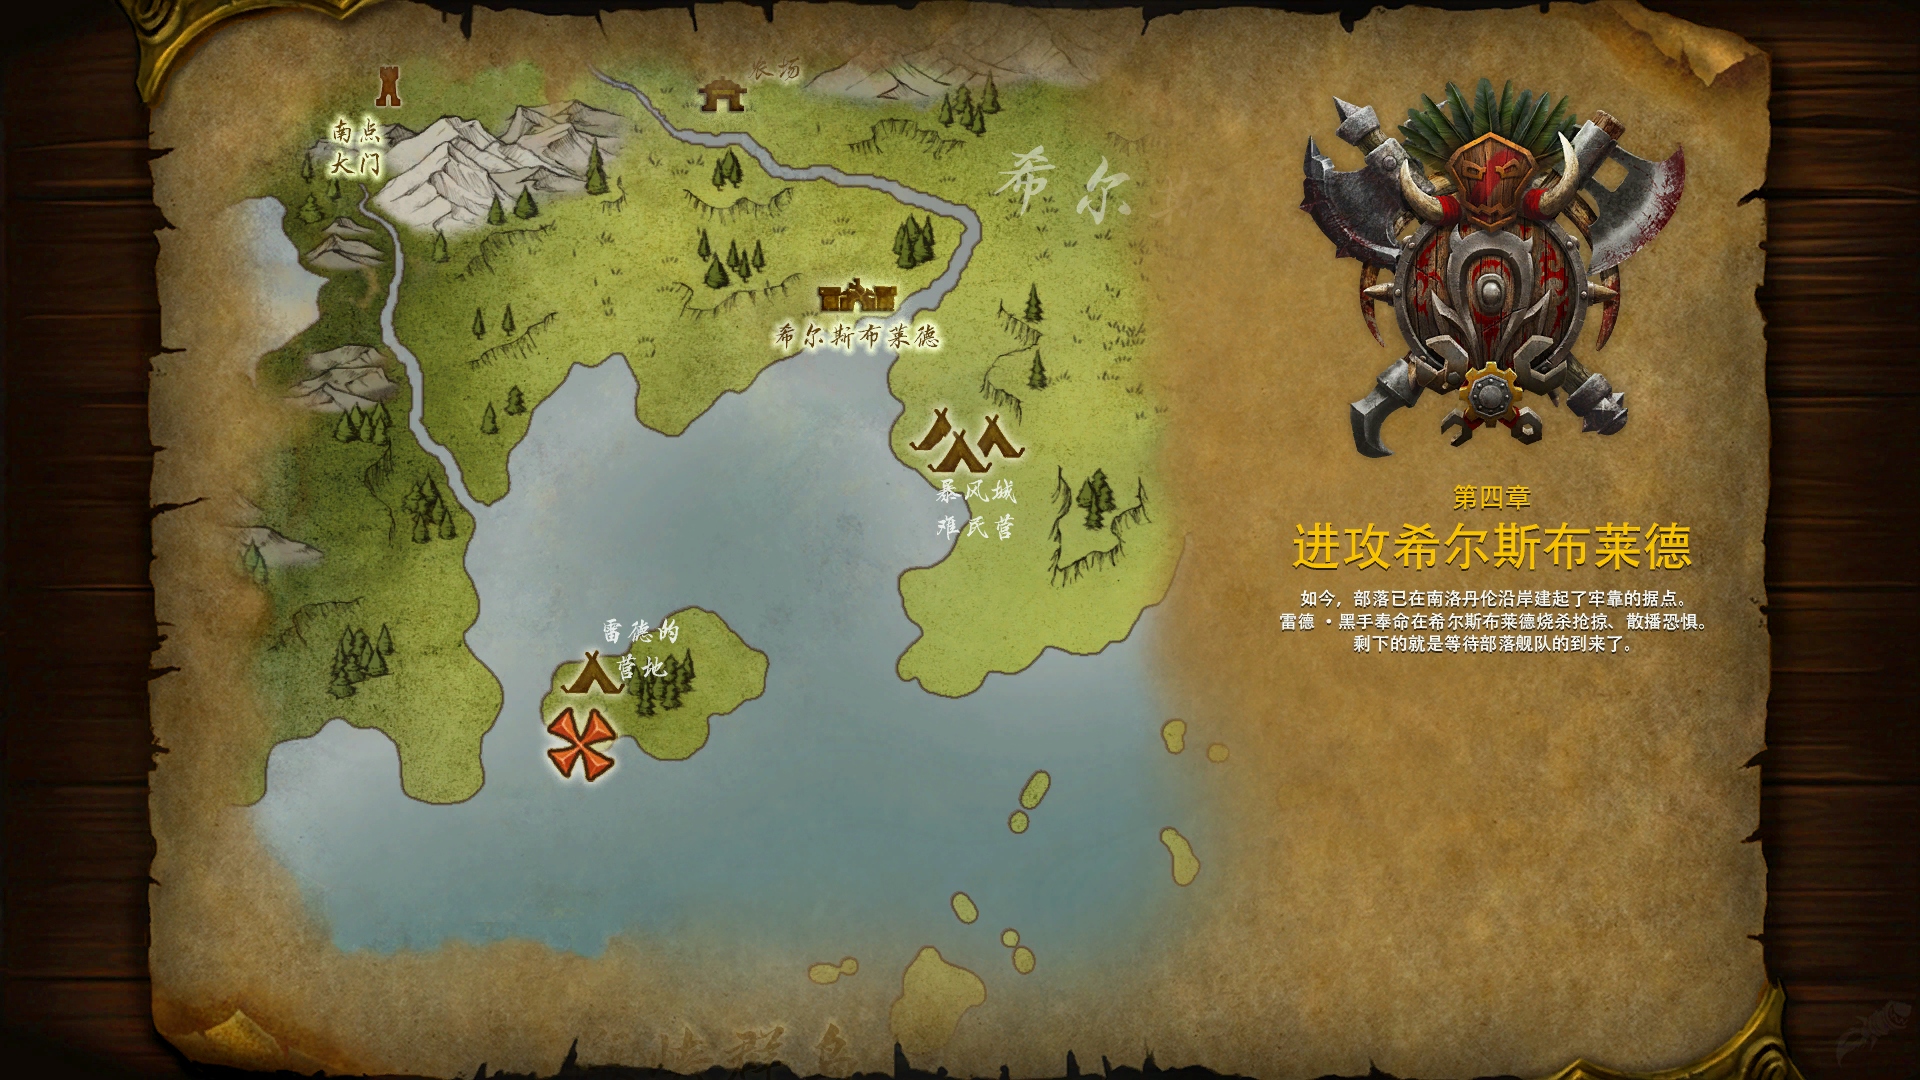 农场
南点
大门
希尔
希尔斯布莱德
暴风城
难民营
雷德的
营地
第四章
进攻希尔斯布莱德
如今，部落已在南洛丹伦沿岸建起了牢靠的据点。
雷德·黑手奉命在希尔斯布莱德烧杀抢掠、散播恐惧。
剩下的就是等待部落舰队的到来了。
群岛